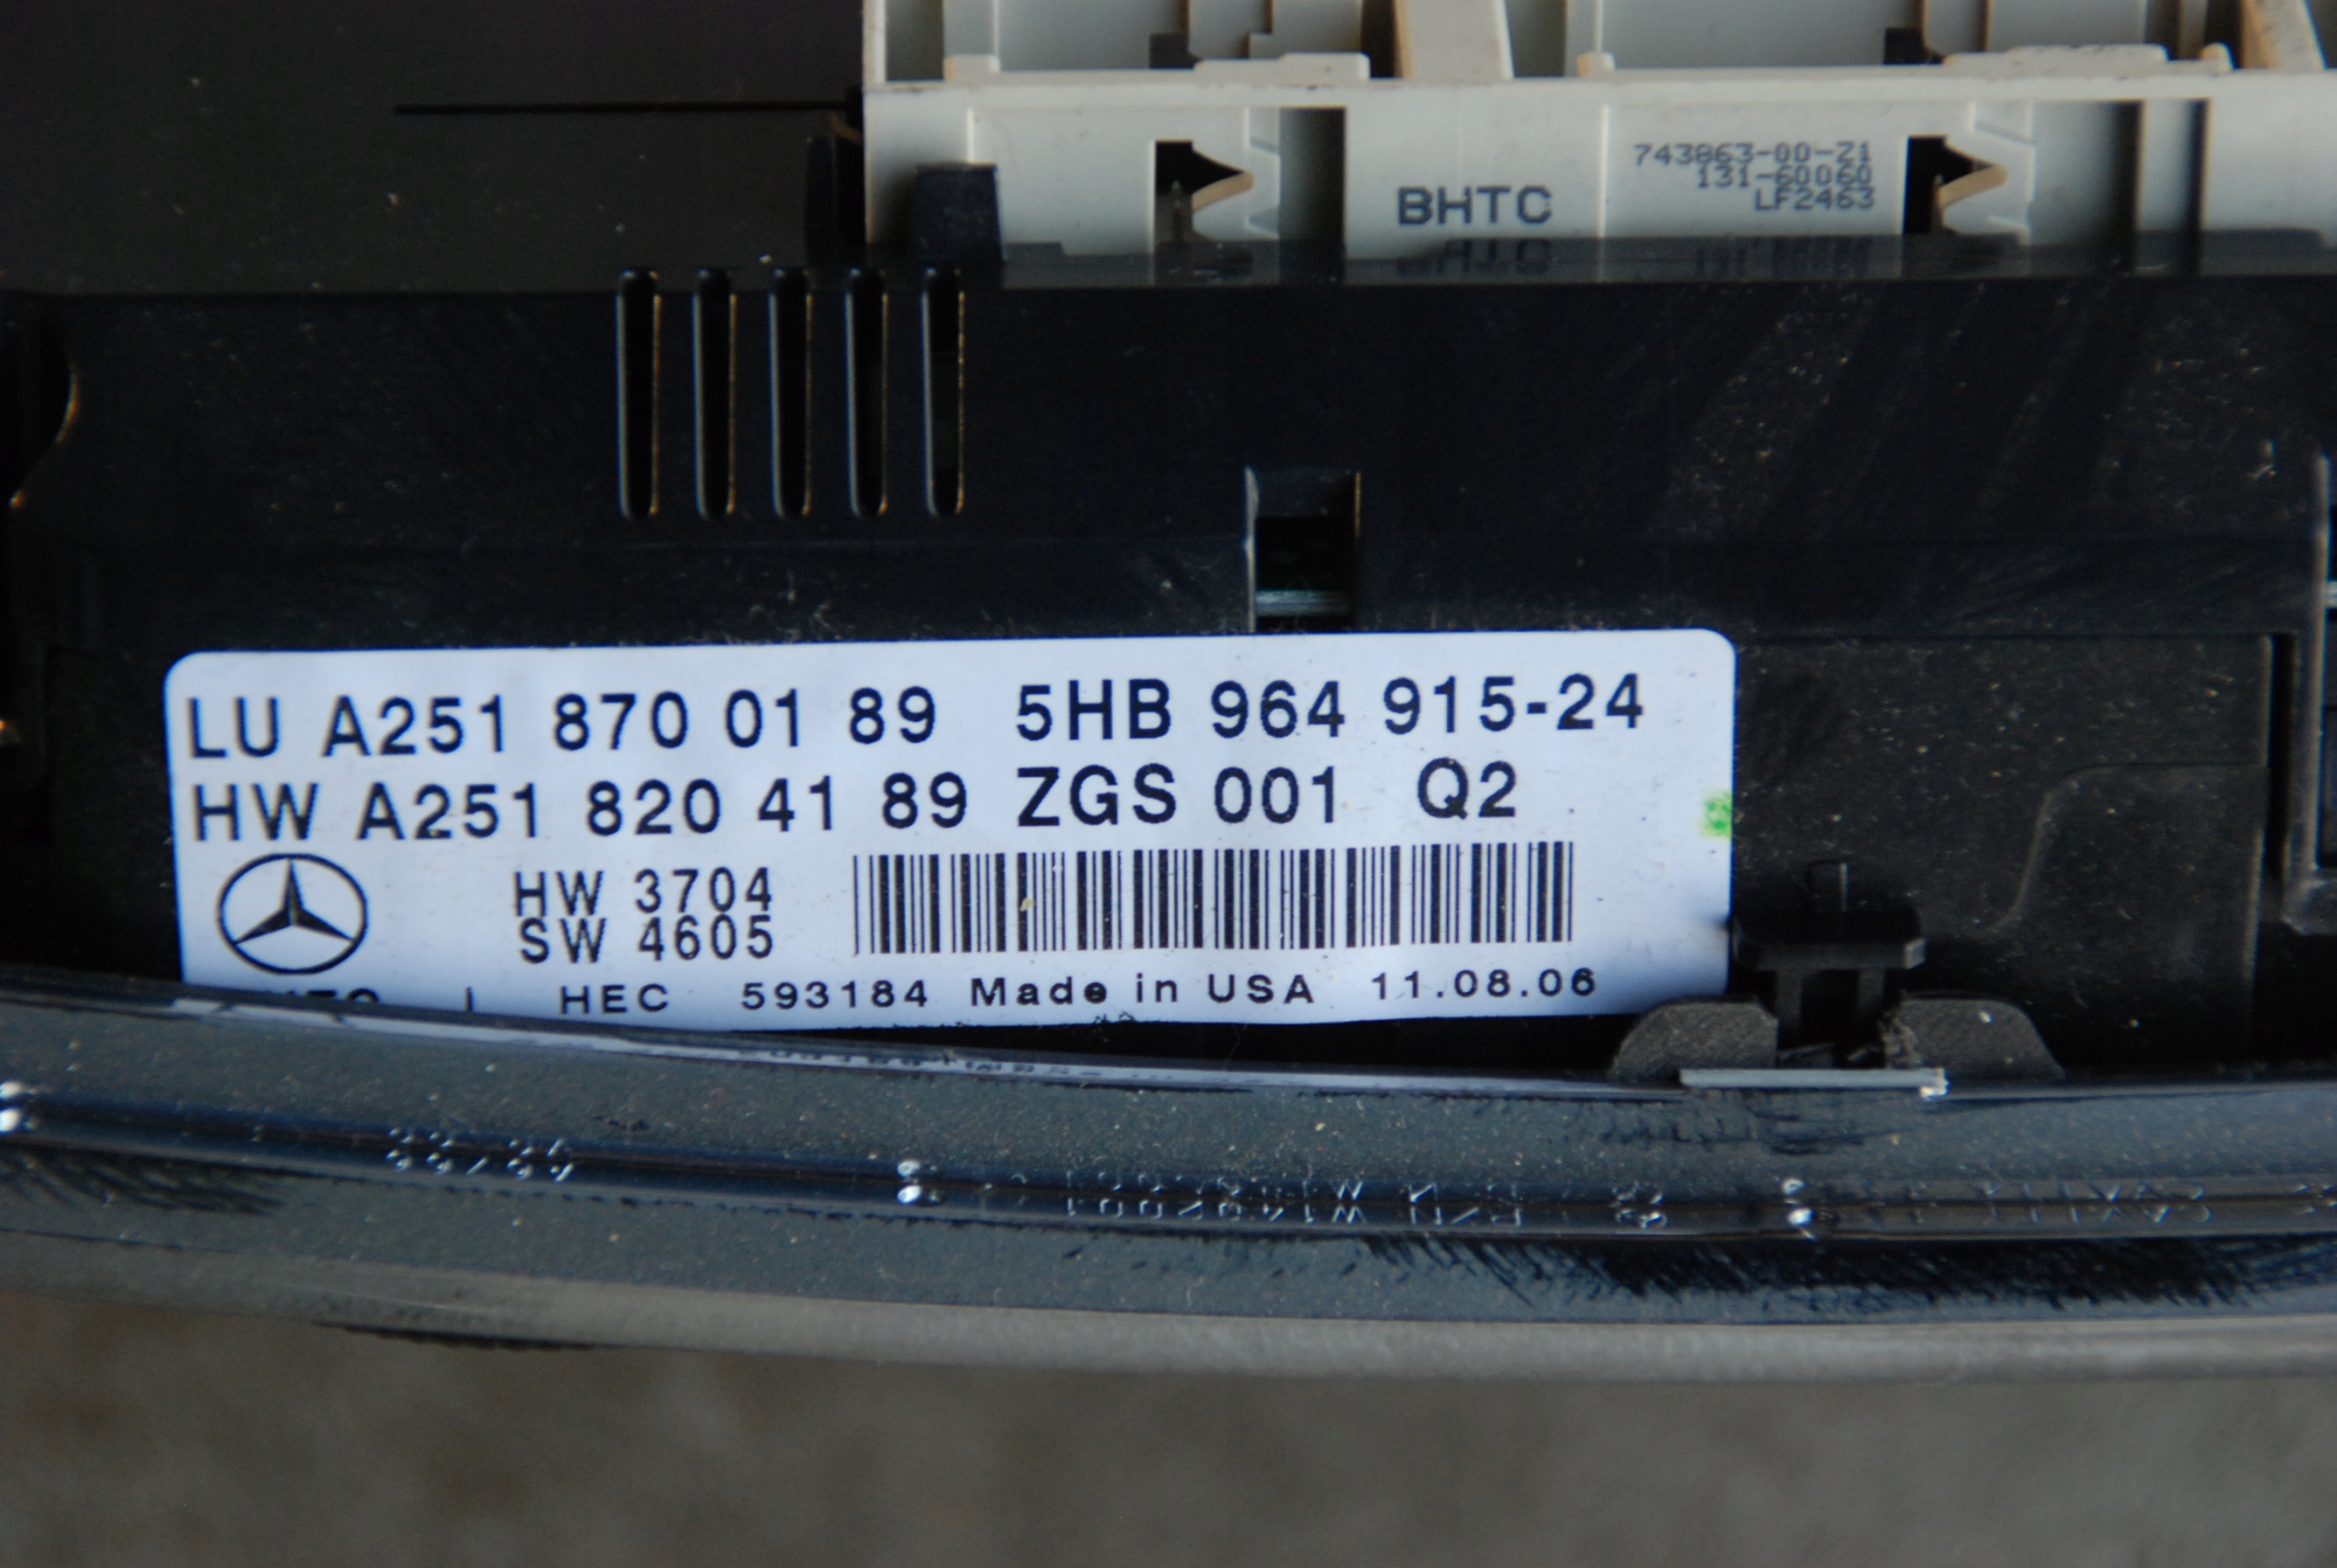 743863-00-Z1
131-60060
LF2463
BHTC
LU A251 870 01 89 5HB 964 915-24
HW A251 820 41 89 ZGS 001 Q2
HW 3704
SW 4605
HEC 593184 Made in USA 11.08.06